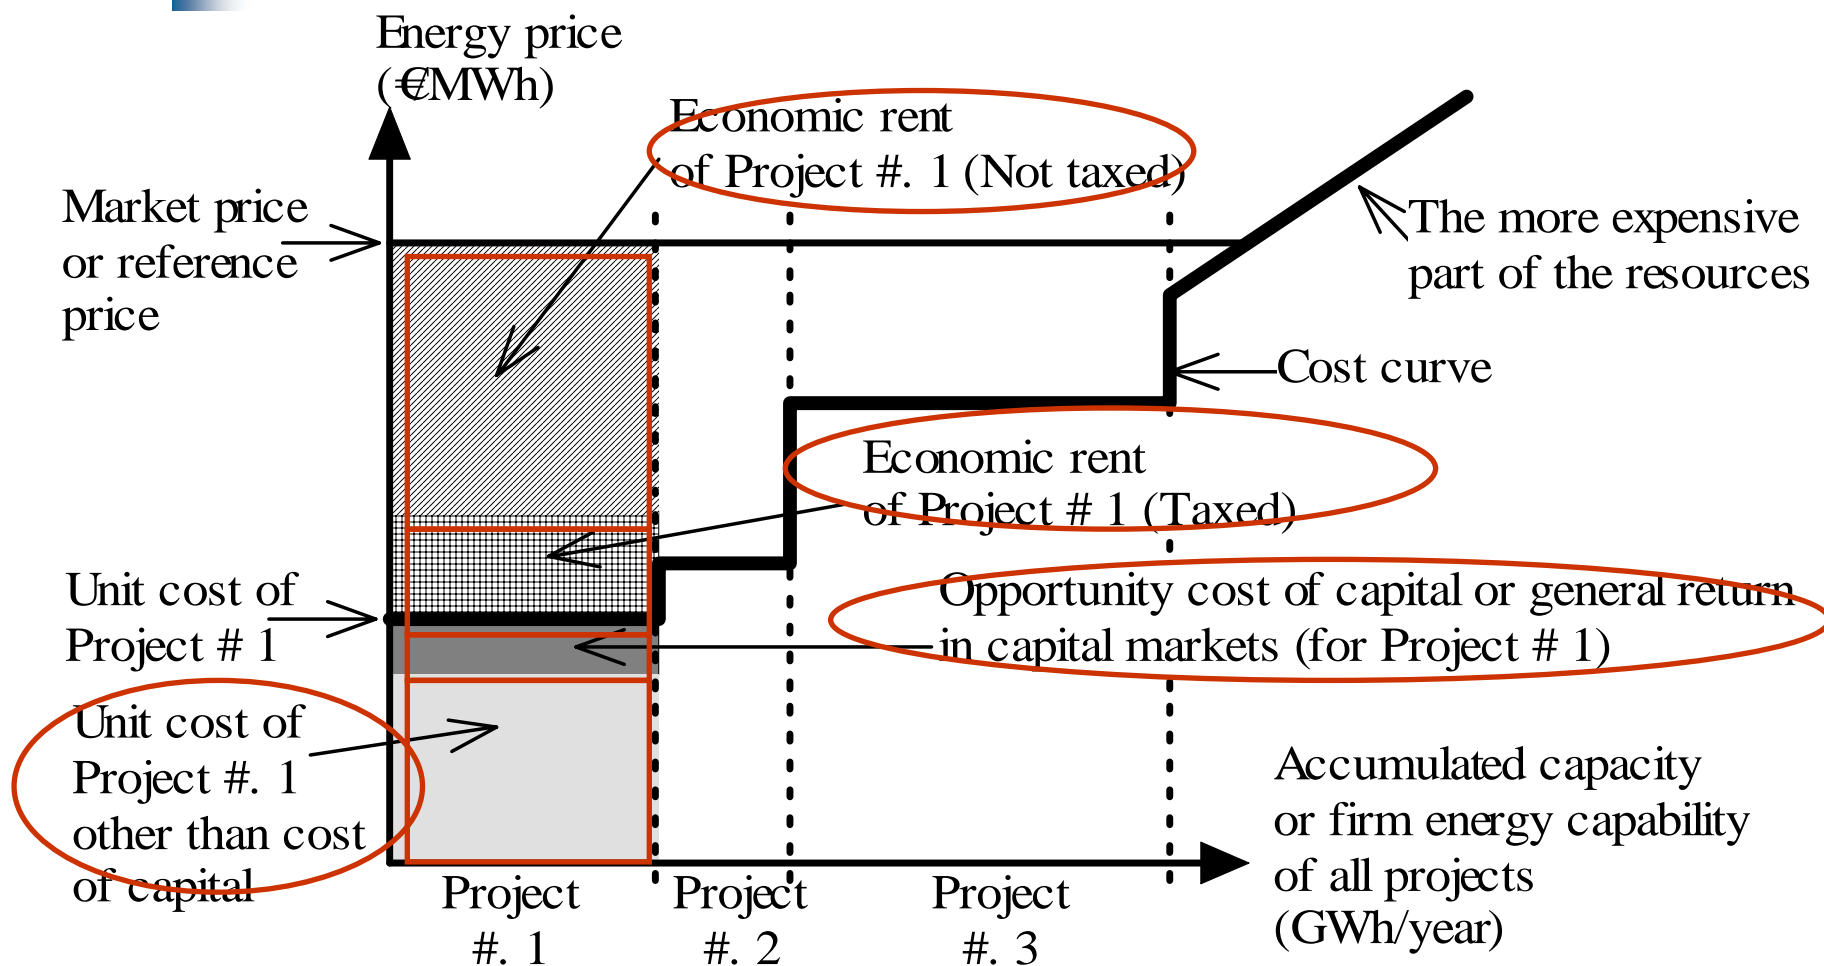 Energy price
(€MWh)
Economic rent
of Project #. 1 (Not taxed)
Market price
or reference
price
The more expensive
part of the resources
Cost curve
Economic rent
of Project # 1 (Taxed)
Unit cost of
Project # 1
Opportunity cost of capital or general return
in capital markets (for Project # 1)
Unit cost of
Project #. 1
other than cost
of capital
Accumulated capacity
or firm energy capability
of all projects
(GWh/year)
Project
#. 1
Project
#. 2
Project
#. 3